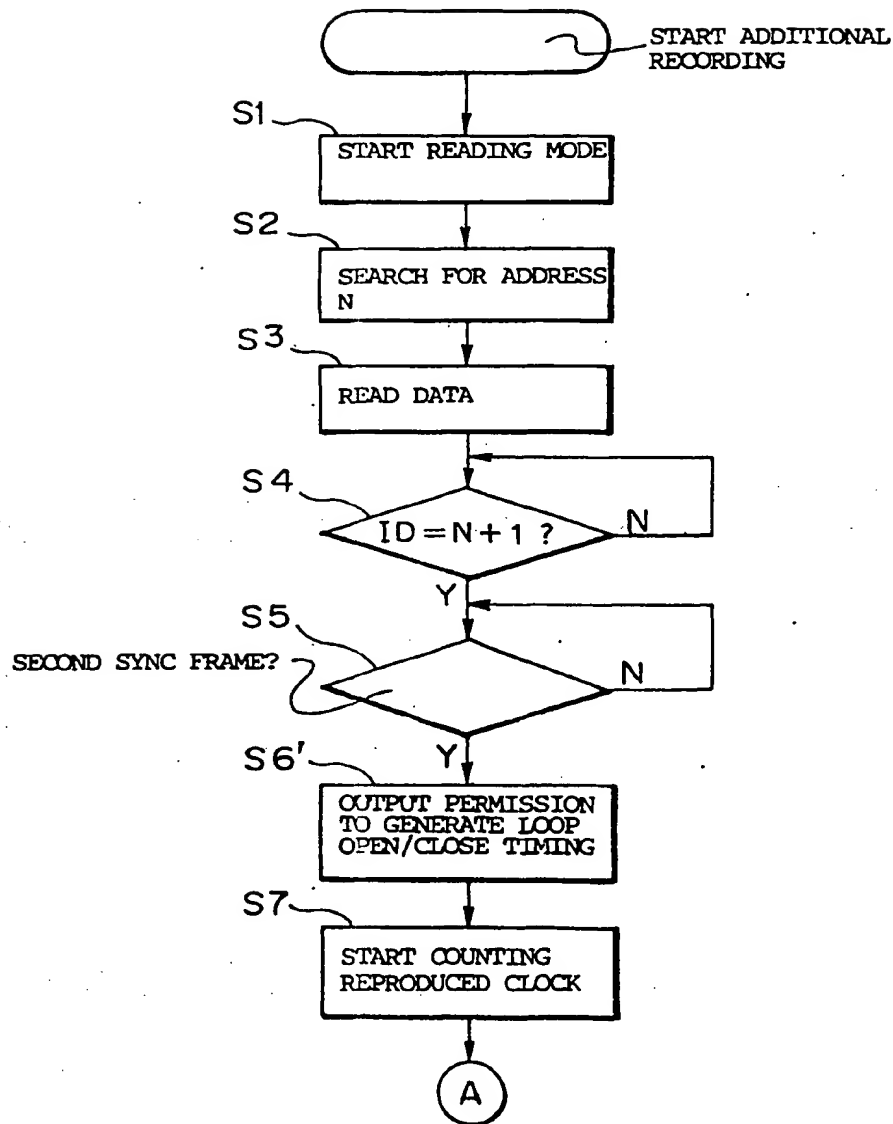 START ADDITIONAL
RECORDING
S1
START READING MODE
S2
SEARCH FOR ADDRESS
N
S3
READ DATA
S4
ID=N+1 ?
N
Y
S5
SECOND SYNC FRAME?
N
Y
S6'
OUTPUT PERMISSION
TO GENERATE LOOP
OPEN/CLOSE TIMING
S7
START COUNTING
REPRODUCED CLOCK
A